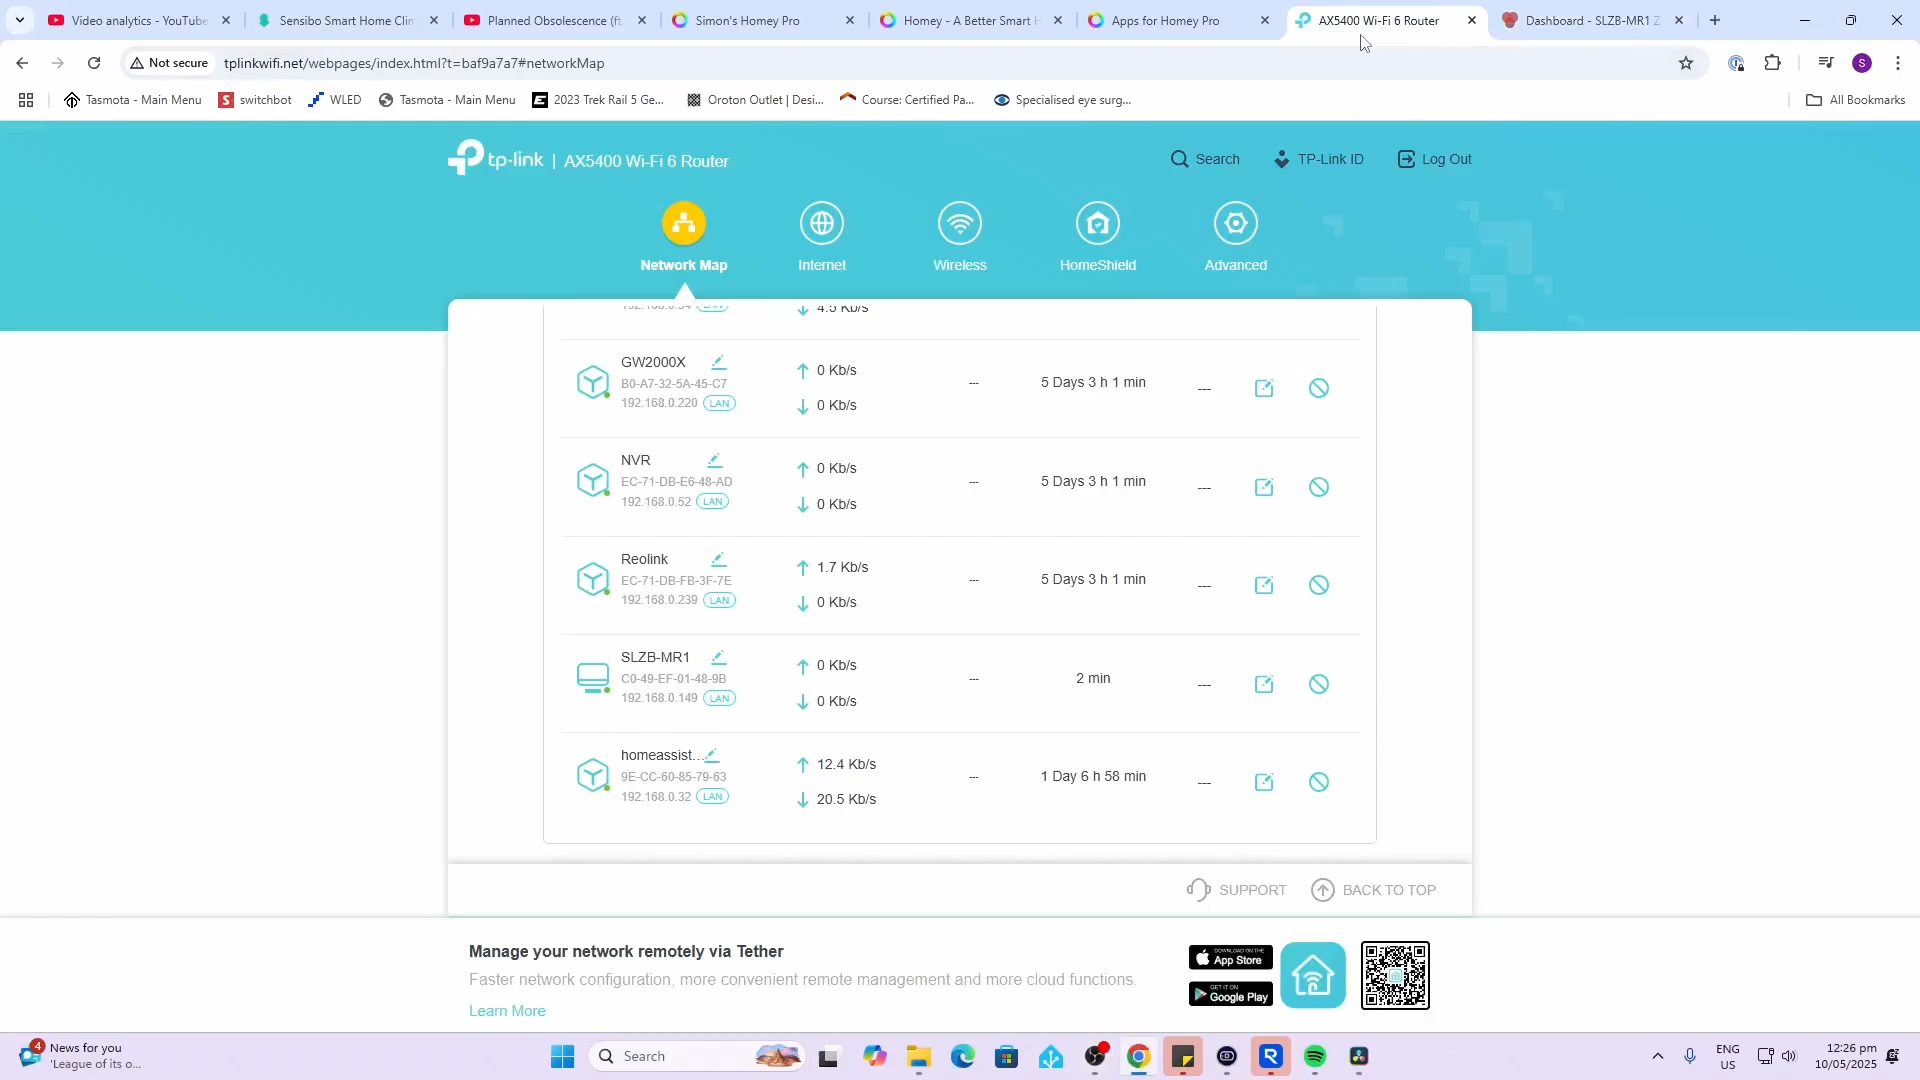 Video analytics - YouTube
Sensibo Smart Home Clin
Planned Obsolescence (ft
Simon's Homey Pro
Homey - A Better Smart H
Apps for Homey Pro
AX5400 Wi-Fi 6 Router
Dashboard - SLZB-MR1 Z
Not secure
tplinkwifi.net/webpages/index.html?t=baf9a7a7#networkMap
S
Tasmota - Main Menu
switchbot
WLED
Tasmota - Main Menu
2023 Trek Rail 5 Ge...
Oroton Outlet | Desi...
Course: Certified Pa...
Specialised eye surg...
All Bookmarks
tp-link | AX5400 Wi-Fi 6 Router
Search
TP-Link ID
Log Out
Network Map
Internet
Wireless
HomeShield
Advanced
4.5 Kb/s
GW2000X
B0-A7-32-5A-45-C7
192.168.0.220 LAN
0 Kb/s
0 Kb/s
---
5 Days 3 h 1 min
---
NVR
EC-71-DB-E6-48-AD
192.168.0.52 LAN
0 Kb/s
0 Kb/s
---
5 Days 3 h 1 min
---
Reolink
EC-71-DB-FB-3F-7E
192.168.0.239 LAN
1.7 Kb/s
0 Kb/s
---
5 Days 3 h 1 min
---
SLZB-MR1
C0-49-EF-01-48-9B
192.168.0.149 LAN
0 Kb/s
0 Kb/s
---
2 min
---
homeassist...
9E-CC-60-85-79-63
192.168.0.32 LAN
12.4 Kb/s
20.5 Kb/s
---
1 Day 6 h 58 min
---
SUPPORT
BACK TO TOP
Manage your network remotely via Tether
Faster network configuration, more convenient remote management and more cloud functions.
Learn More
Download on the
App Store
GET IT ON
Google Play
4
News for you
'League of its o...
Search
R
ENG
US
12:26 pm
10/05/2025